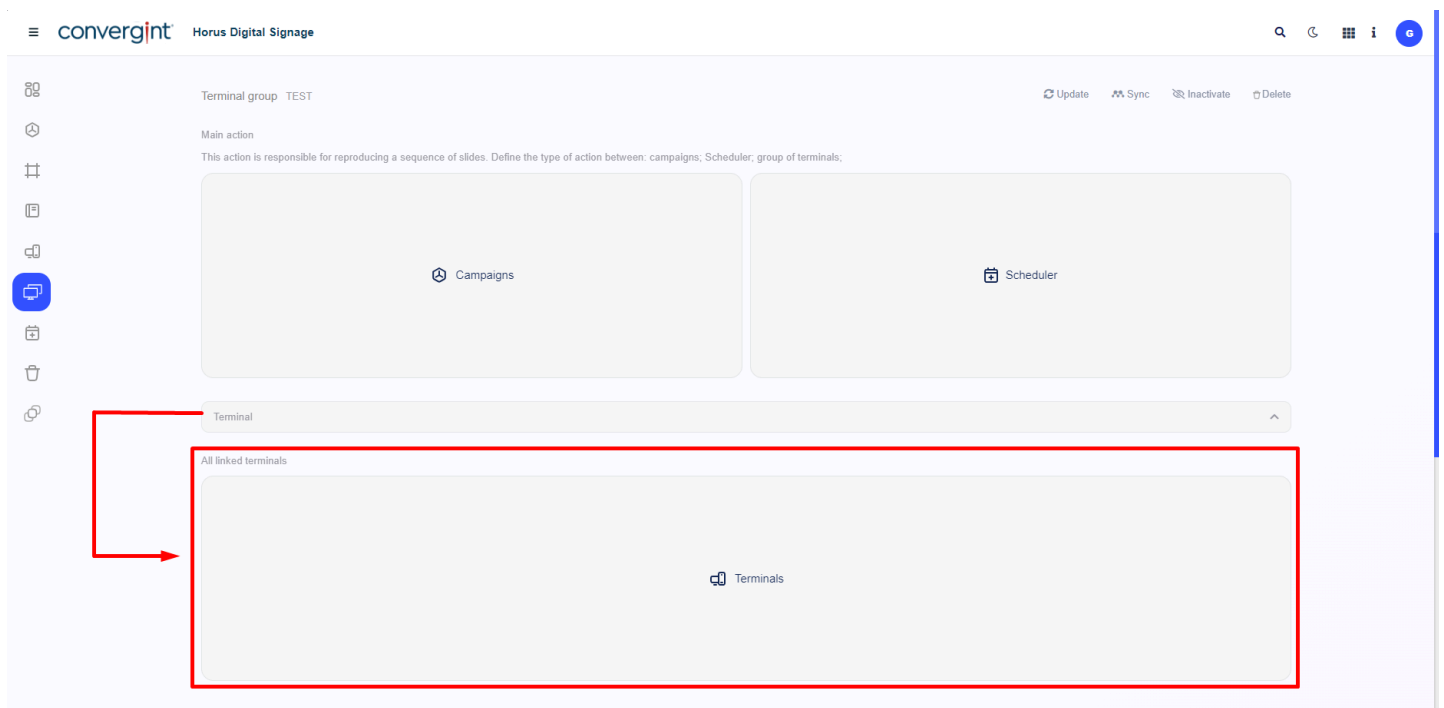 convergint Horus Digital Signage
i G
Terminal group TEST
Update Sync Inactivate Delete
Main action
This action is responsible for reproducing a sequence of slides. Define the type of action between: campaigns; Scheduler; group of terminals;
Campaigns
Scheduler
Terminal
All linked terminals
Terminals